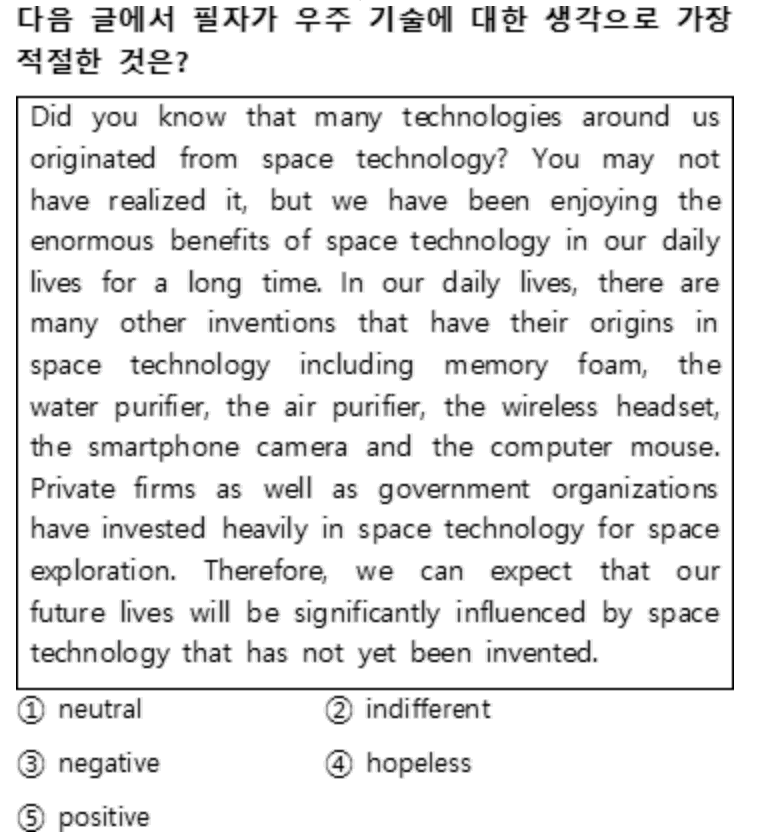 다음 글에서 필자가 우주 기술에 대한 생각으로 가장
적절한 것은?
Did you know that many technologies around us
originated from space technology? You may not
have realized it, but we have been enjoying the
enormous benefits of space technology in our daily
lives for a long time. In our daily lives, there are
many other inventions that have their origins in
space technology including memory foam, the
water purifier, the air purifier, the wireless headset,
the smartphone camera and the computer mouse.
Private firms as well as government organizations
have invested heavily in space technology for space
exploration. Therefore, we can expect that our
future lives will be significantly influenced by space
technology that has not yet been invented.
① neutral ② indifferent
③ negative ④ hopeless
⑤ positive